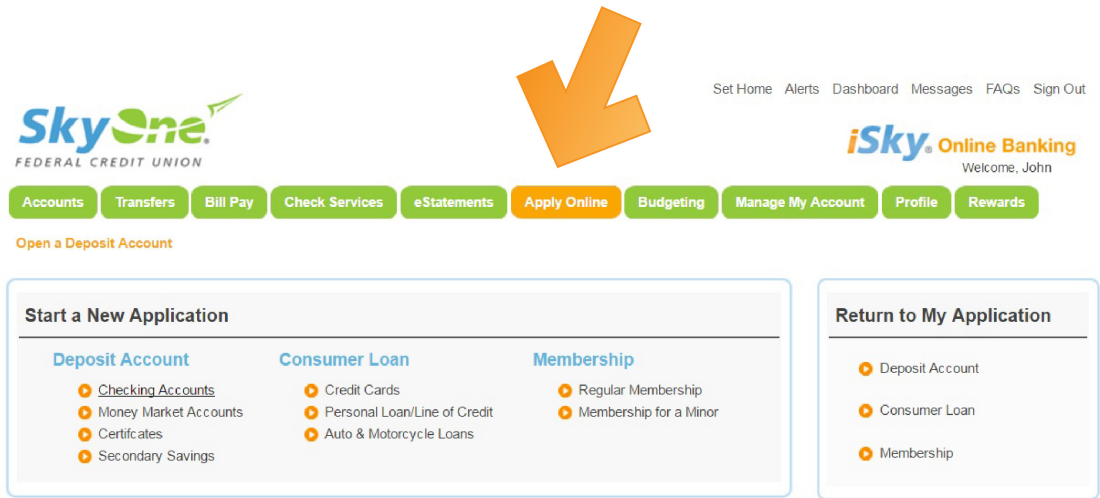 Set Home Alerts Dashboard Messages FAQs Sign Out
SkyOne.
FEDERAL CREDIT UNION
iSky® Online Banking
Welcome, John
Accounts Transfers Bill Pay Check Services eStatements Apply Online Budgeting Manage My Account Profile Rewards
Open a Deposit Account
Start a New Application
Deposit Account
Checking Accounts
Money Market Accounts
Certifcates
Secondary Savings
Consumer Loan
Credit Cards
Personal Loan/Line of Credit
Auto & Motorcycle Loans
Membership
Regular Membership
Membership for a Minor
Return to My Application
Deposit Account
Consumer Loan
Membership